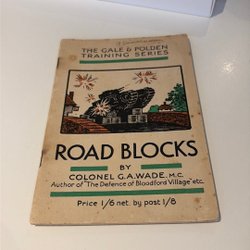 THE GALE & POLDEN
TRAINING SERIES
ROAD BLOCKS
BY
COLONEL G.A.WADE, M.C.
Author of "The Defence of Bloodford Village" etc.
Price 1/6 net. by post 1/8